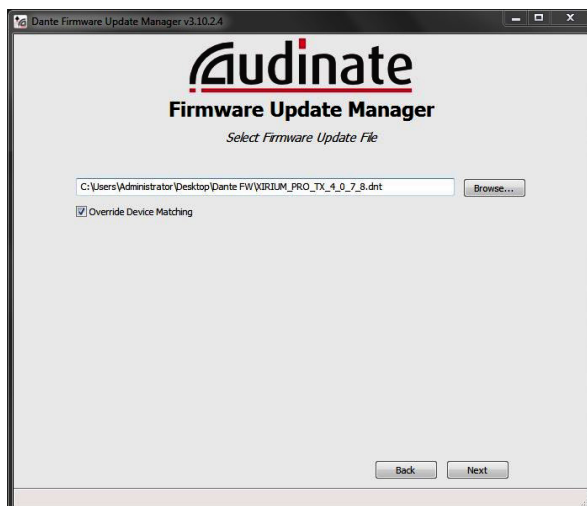 Dante Firmware Update Manager v3.10.2.4
Audinate
Firmware Update Manager
Select Firmware Update File
C:\Users\Administrator\Desktop\Dante FW\XIRIUM_PRO_TX_4_0_7_8.dnt
Browse...
Override Device Matching
Back
Next